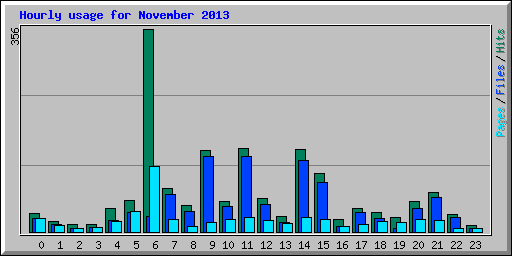 Hourly usage for November 2013
356
Pages/Files/Hits
0 1 2 3 4 5 6 7 8 9 10 11 12 13 14 15 16 17 18 19 20 21 22 23